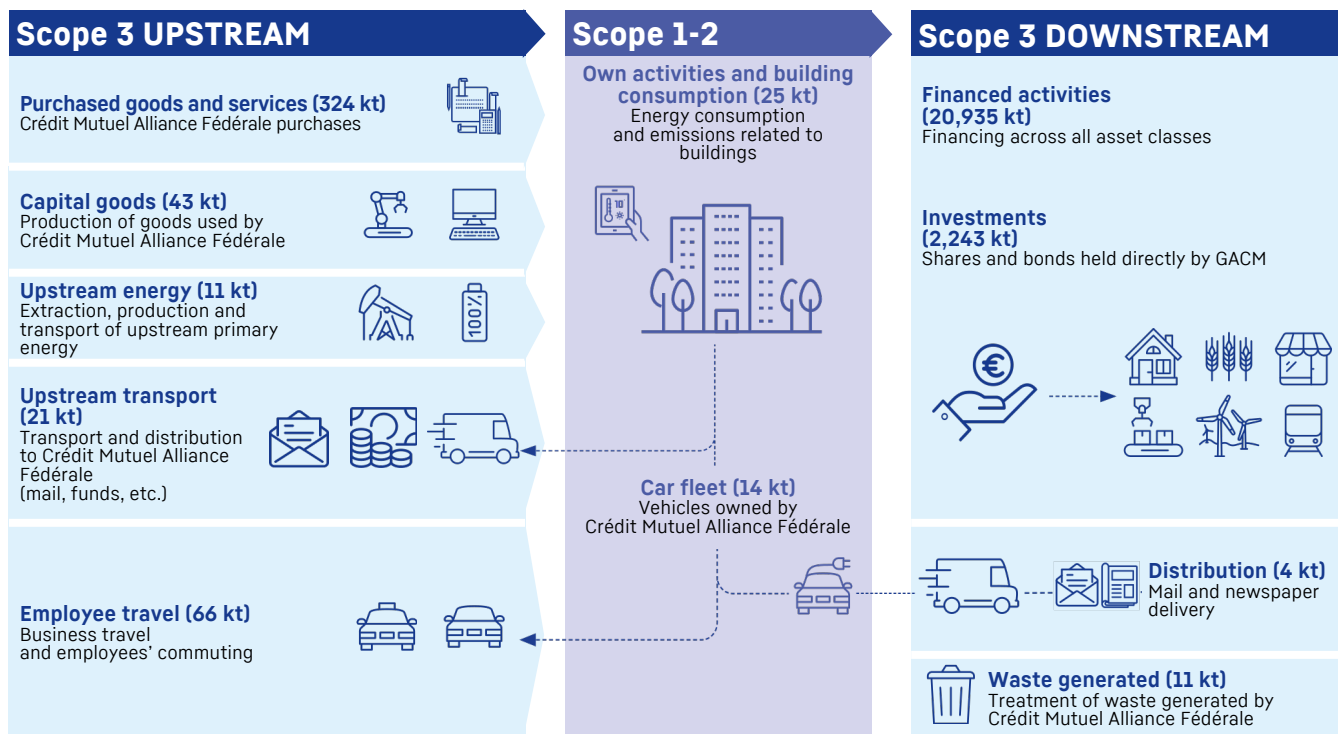 Scope 3 UPSTREAM
Purchased goods and services (324 kt)
Crédit Mutuel Alliance Fédérale purchases
Capital goods (43 kt)
Production of goods used by
Crédit Mutuel Alliance Fédérale
Upstream energy (11 kt)
Extraction, production and
transport of upstream primary
energy
100%
Upstream transport
(21 kt)
Transport and distribution
to Crédit Mutuel Alliance
Fédérale
(mail, funds, etc.)
Employee travel (66 kt)
Business travel
and employees’ commuting
Scope 1-2
Own activities and building
consumption (25 kt)
Energy consumption
and emissions related to
buildings
10
Car fleet (14 kt)
Vehicles owned by
Crédit Mutuel Alliance Fédérale
Scope 3 DOWNSTREAM
Financed activities
(20,935 kt)
Financing across all asset classes
Investments
(2,243 kt)
Shares and bonds held directly by GACM
€
Distribution (4 kt)
Mail and newspaper
delivery
Waste generated (11 kt)
Treatment of waste generated by
Crédit Mutuel Alliance Fédérale